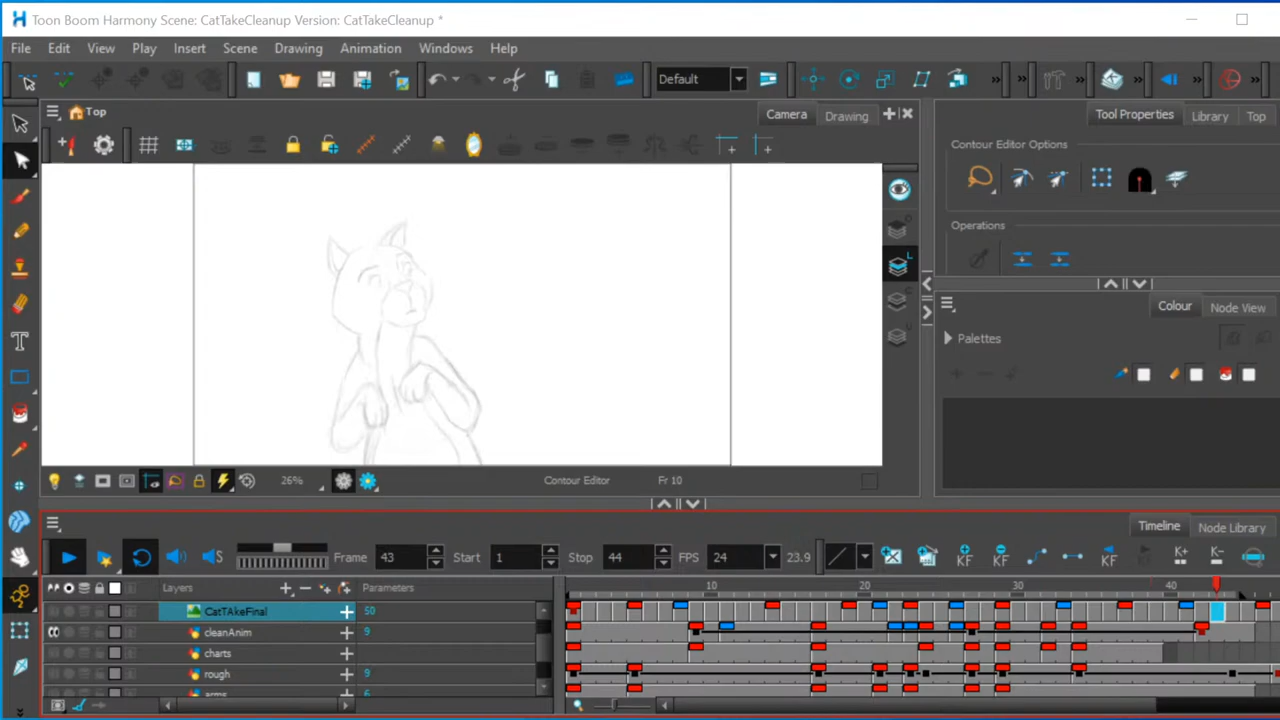 Toon Boom Harmony Scene: CatTakeCleanup Version: CatTakeCleanup *
File Edit View Play Insert Scene Drawing Animation Windows Help
Default
Top Camera Drawing Tool Properties Library Top
Contour Editor Options
Operations
Colour Node View
Palettes
26% Contour Editor Fr 10
Timeline Node Library
Frame 43 Start 1 Stop 44 FPS 24 23.9 KF KF KF K+ K-
Layers Parameters 10 20 30 40
CatTAkeFinal 50
cleanAnim 9
charts
rough 9
arms 6